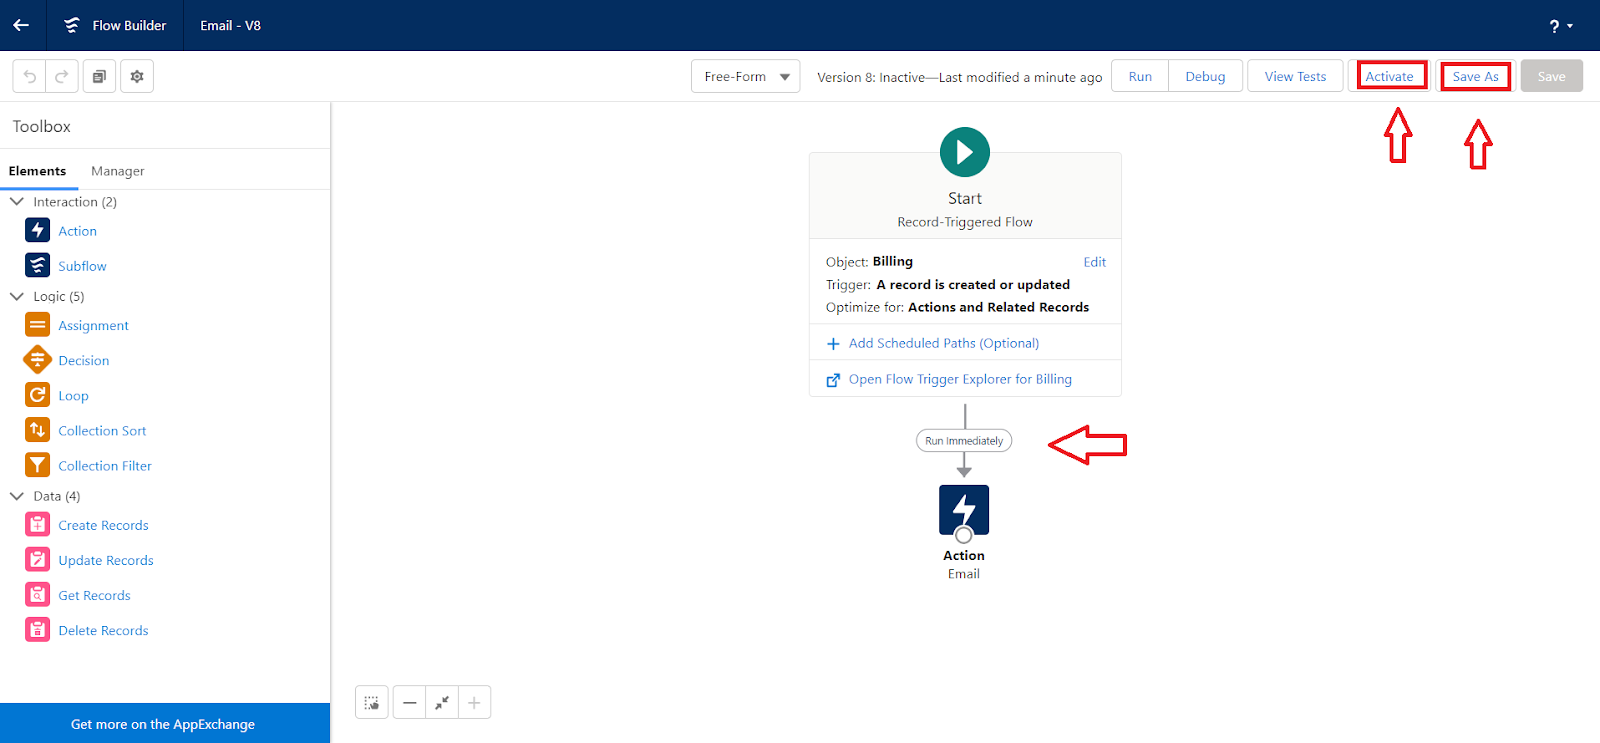 Flow Builder
Email - V8
?
Free-Form
Version 8: Inactive—Last modified a minute ago
Run
Debug
View Tests
Activate
Save As
Save
Toolbox
Elements
Manager
Interaction (2)
Action
Subflow
Logic (5)
Assignment
Decision
Loop
Collection Sort
Collection Filter
Data (4)
Create Records
Update Records
Get Records
Delete Records
Get more on the AppExchange
Start
Record-Triggered Flow
Object: Billing
Edit
Trigger: A record is created or updated
Optimize for: Actions and Related Records
Add Scheduled Paths (Optional)
Open Flow Trigger Explorer for Billing
Run Immediately
Action
Email